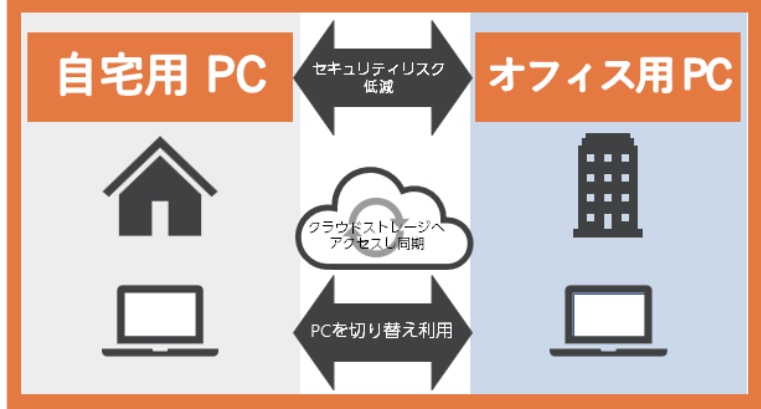 自宅用 PC
セキュリティリスク
低減
オフィス用 PC
クラウドストレージへ
アクセスし同期
PCを切り替え利用